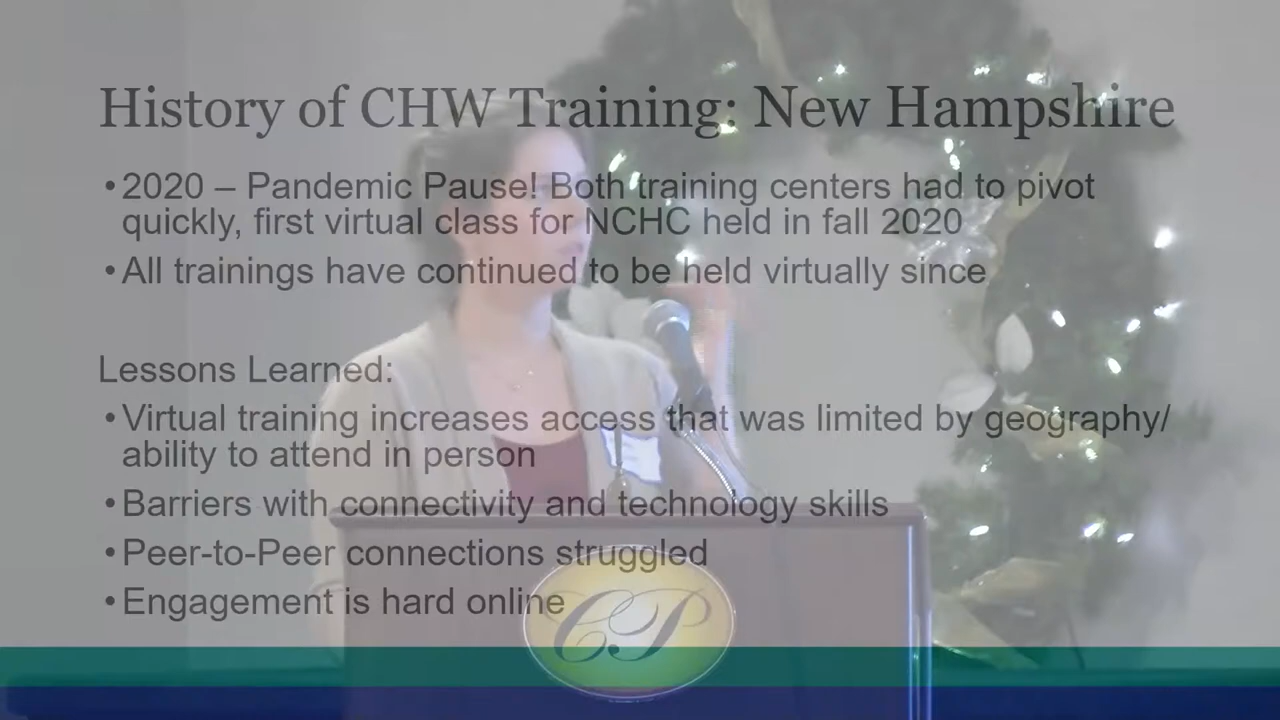 History of CHW Training: New Hampshire
•2020 – Pandemic Pause! Both training centers had to pivot
quickly, first virtual class for NCHC held in fall 2020
•All trainings have continued to be held virtually since
Lessons Learned:
•Virtual training increases access that was limited by geography/
ability to attend in person
•Barriers with connectivity and technology skills
•Peer-to-Peer connections struggled
•Engagement is hard online
CP